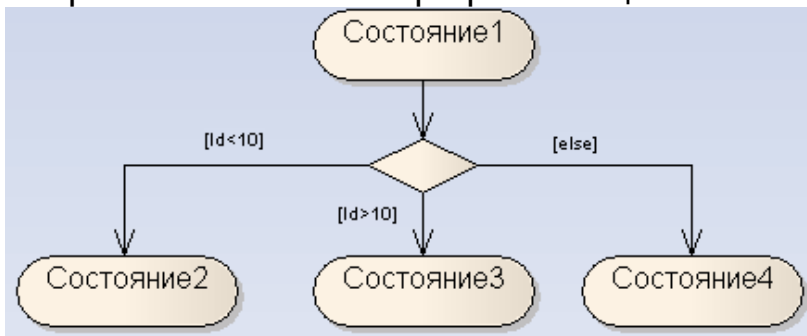 Состояние1
[Id<10]
[else]
[Id>10]
Состояние2
Состояние3
Состояние4